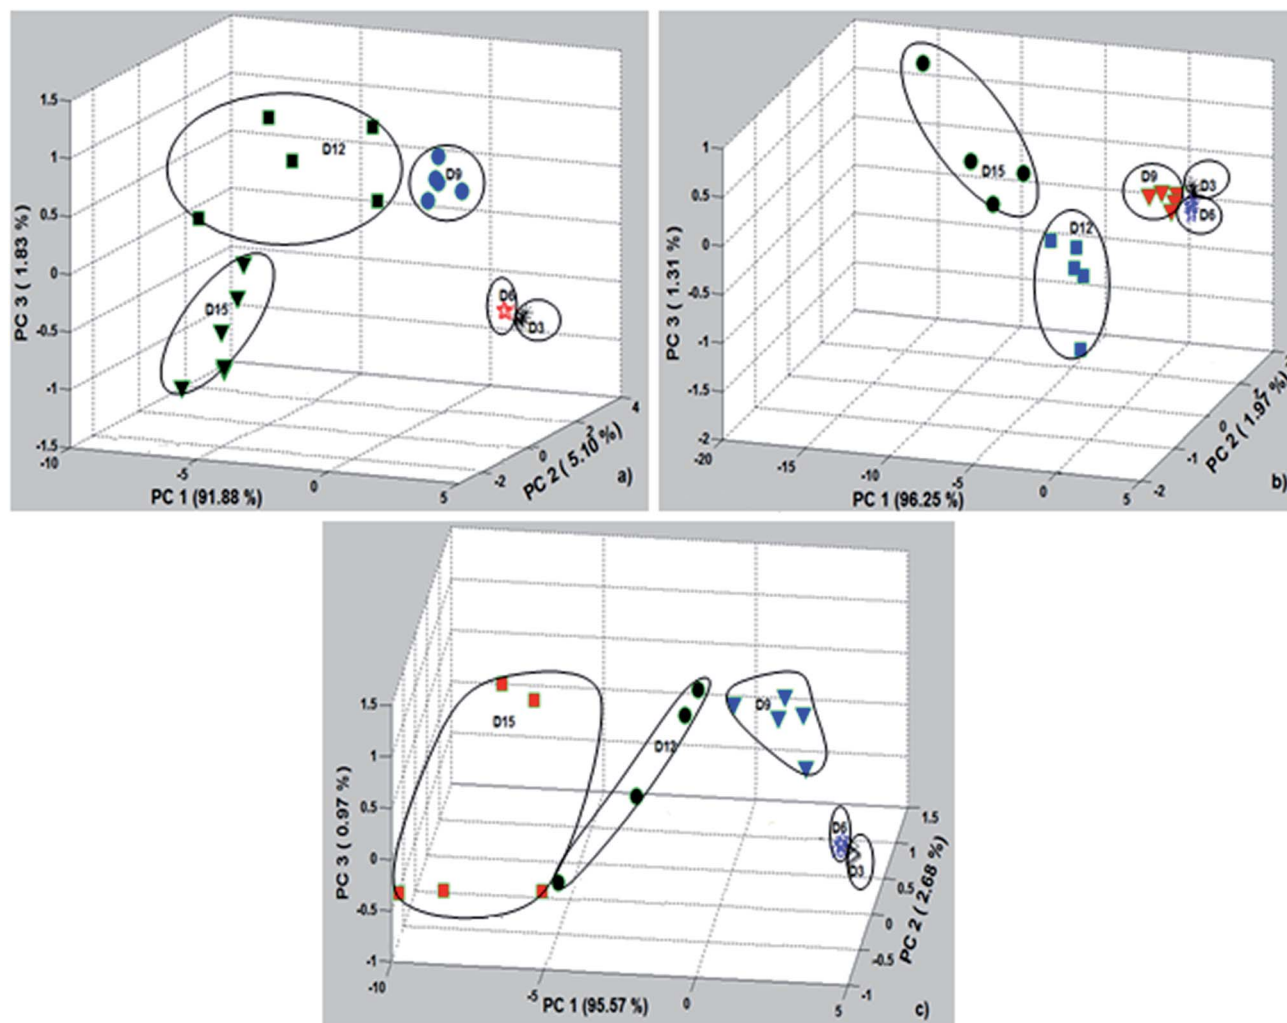 1.5
1
0.5
0
-0.5
-1
-1.5
PC 3 ( 1.83 %)
-10
-5
0
5
PC 1 (91.88 %)
-2
0
2
4
PC 2 ( 5.10 %)
D12
D9
D15
D6
D3
a)
1
0.5
0
-0.5
-1
-1.5
-2
PC 3 ( 1.31 %)
-20
-15
-10
-5
0
5
PC 1 (96.25 %)
-2
-1
0
PC 2 ( 1.97 %)
D15
D9
D3
D6
D12
b)
1.5
1
0.5
0
-0.5
-1
PC 3 ( 0.97 %)
-10
-5
0
5
PC 1 (95.57 %)
-1
-0.5
0
0.5
1
1.5
PC 2 ( 2.68 %)
D15
D12
D9
D6
D3
c)